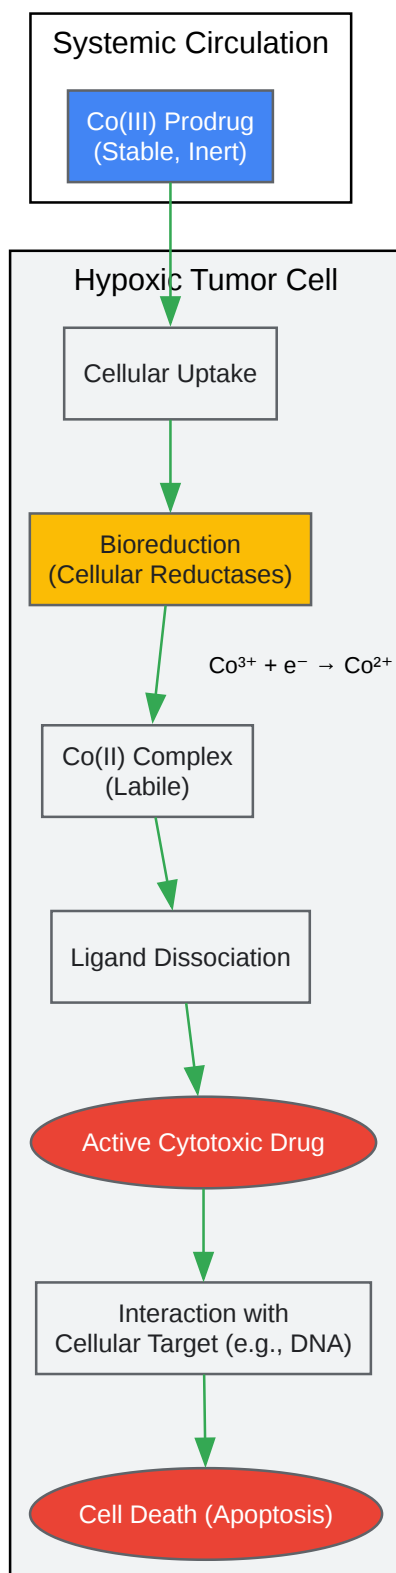 Systemic Circulation
Co(III) Prodrug
(Stable, Inert)
Hypoxic Tumor Cell
Cellular Uptake
Bioreduction
(Cellular Reductases)
Co³⁺ + e⁻ → Co²⁺
Co(II) Complex
(Labile)
Ligand Dissociation
Active Cytotoxic Drug
Interaction with
Cellular Target (e.g., DNA)
Cell Death (Apoptosis)